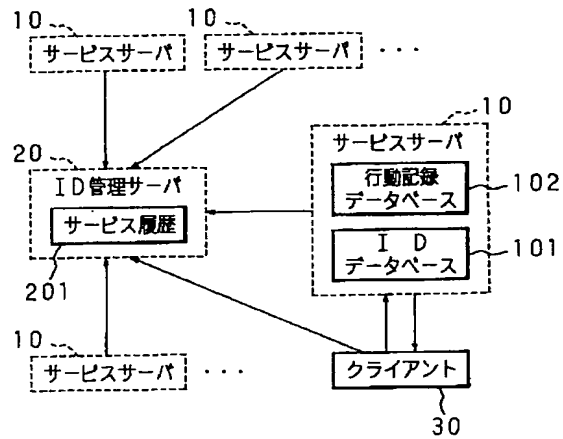 10
サービスサーバ
10
サービスサーバ
・・・
10
サービスサーバ
行動記録
データベース
102
I D
データベース
101
20
ID管理サーバ
サービス履歴
201
10
サービスサーバ
・・・
クライアント
30